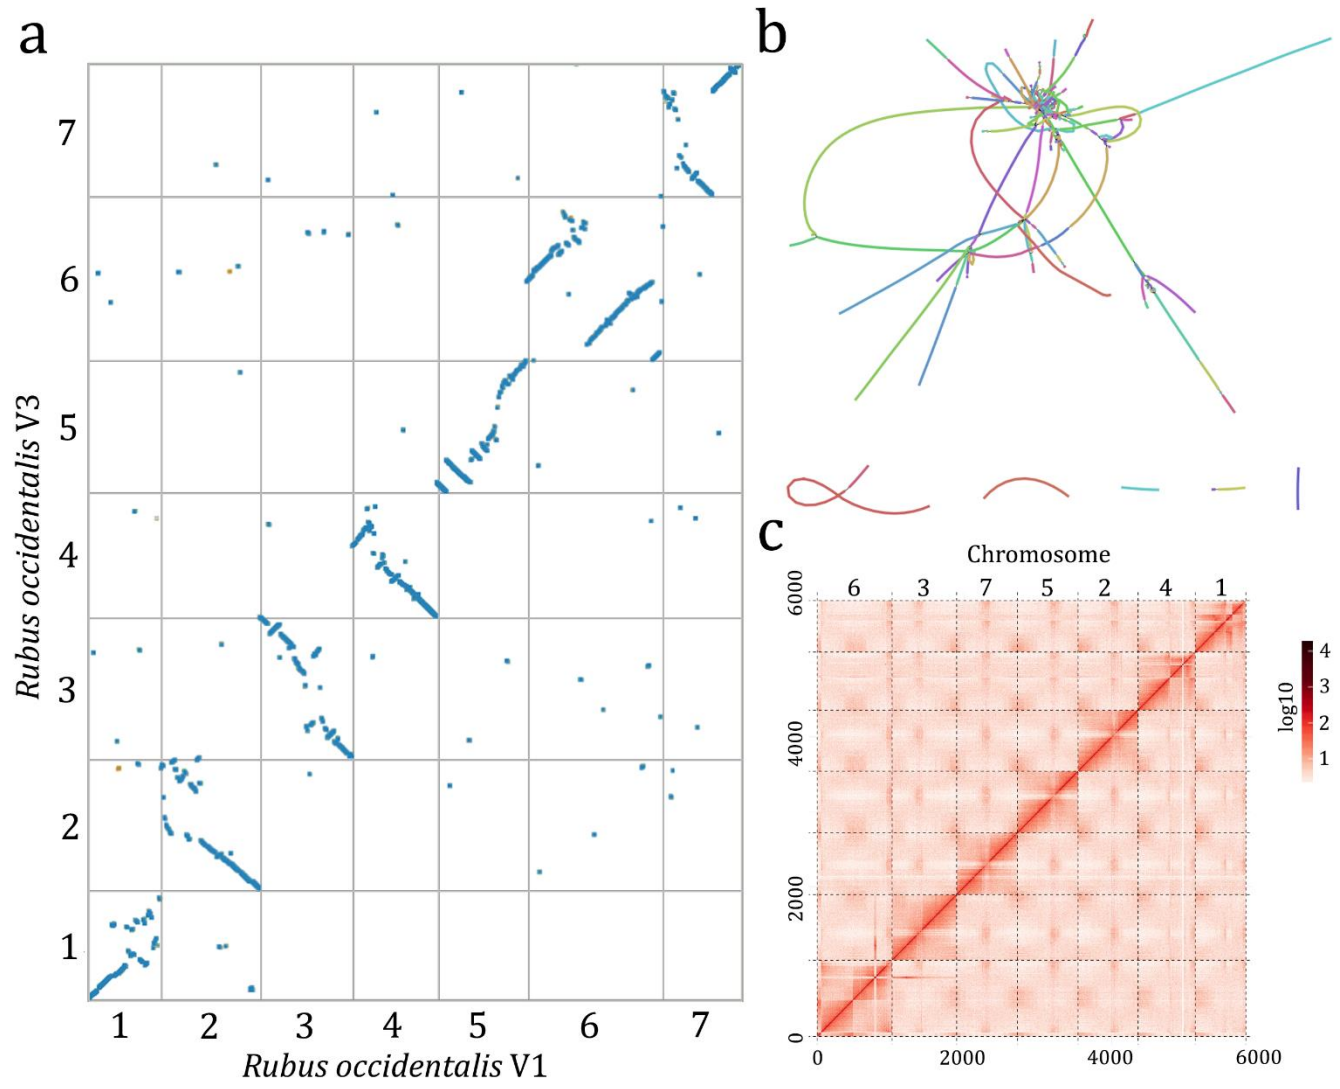 a
b
7
6
5
4
3
2
1
Rubus occidentalis V3
1 2 3 4 5 6 7
Rubus occidentalis V1
c
Chromosome
6 3 7 5 2 4 1
6000
4000
2000
0
0 2000 4000 6000
log10
4
3
2
1